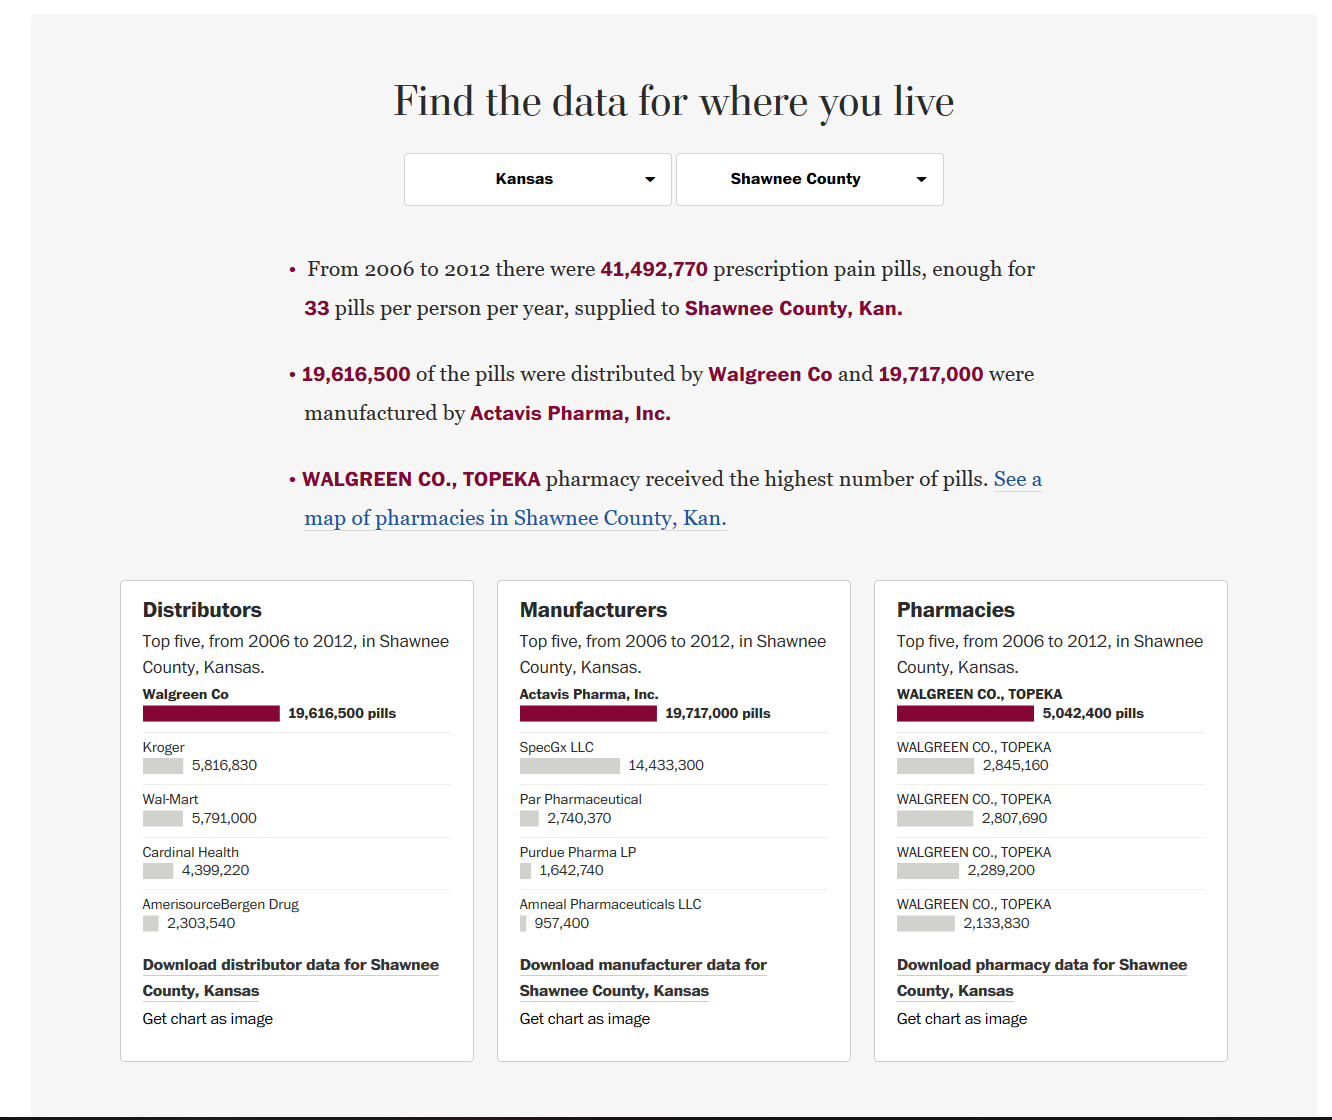 Find the data for where you live
Kansas
Shawnee County
• From 2006 to 2012 there were 41,492,770 prescription pain pills, enough for
33 pills per person per year, supplied to Shawnee County, Kan.
• 19,616,500 of the pills were distributed by Walgreen Co and 19,717,000 were
manufactured by Actavis Pharma, Inc.
• WALGREEN CO., TOPEKA pharmacy received the highest number of pills. See a
map of pharmacies in Shawnee County, Kan.
Distributors
Top five, from 2006 to 2012, in Shawnee
County, Kansas.
Walgreen Co
19,616,500 pills
Kroger
5,816,830
Wal-Mart
5,791,000
Cardinal Health
4,399,220
AmerisourceBergen Drug
2,303,540
Download distributor data for Shawnee
County, Kansas
Get chart as image
Manufacturers
Top five, from 2006 to 2012, in Shawnee
County, Kansas.
Actavis Pharma, Inc.
19,717,000 pills
SpecGx LLC
14,433,300
Par Pharmaceutical
2,740,370
Purdue Pharma LP
1,642,740
Amneal Pharmaceuticals LLC
957,400
Download manufacturer data for
Shawnee County, Kansas
Get chart as image
Pharmacies
Top five, from 2006 to 2012, in Shawnee
County, Kansas.
WALGREEN CO., TOPEKA
5,042,400 pills
WALGREEN CO., TOPEKA
2,845,160
WALGREEN CO., TOPEKA
2,807,690
WALGREEN CO., TOPEKA
2,289,200
WALGREEN CO., TOPEKA
2,133,830
Download pharmacy data for Shawnee
County, Kansas
Get chart as image